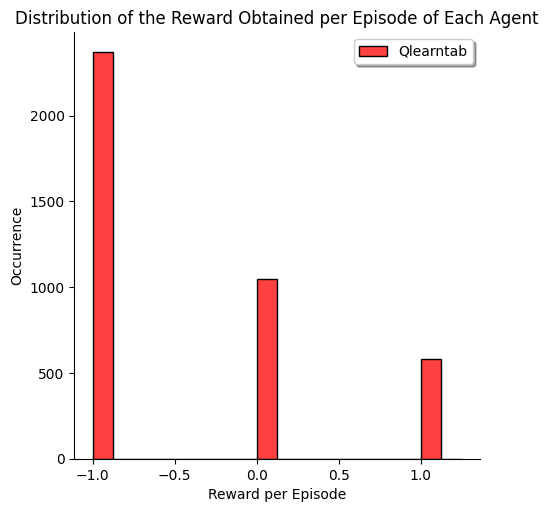 Distribution of the Reward Obtained per Episode of Each Agent
Qlearntab
2000
1500
1000
500
0
Occurrence
−1.0 −0.5 0.0 0.5 1.0
Reward per Episode